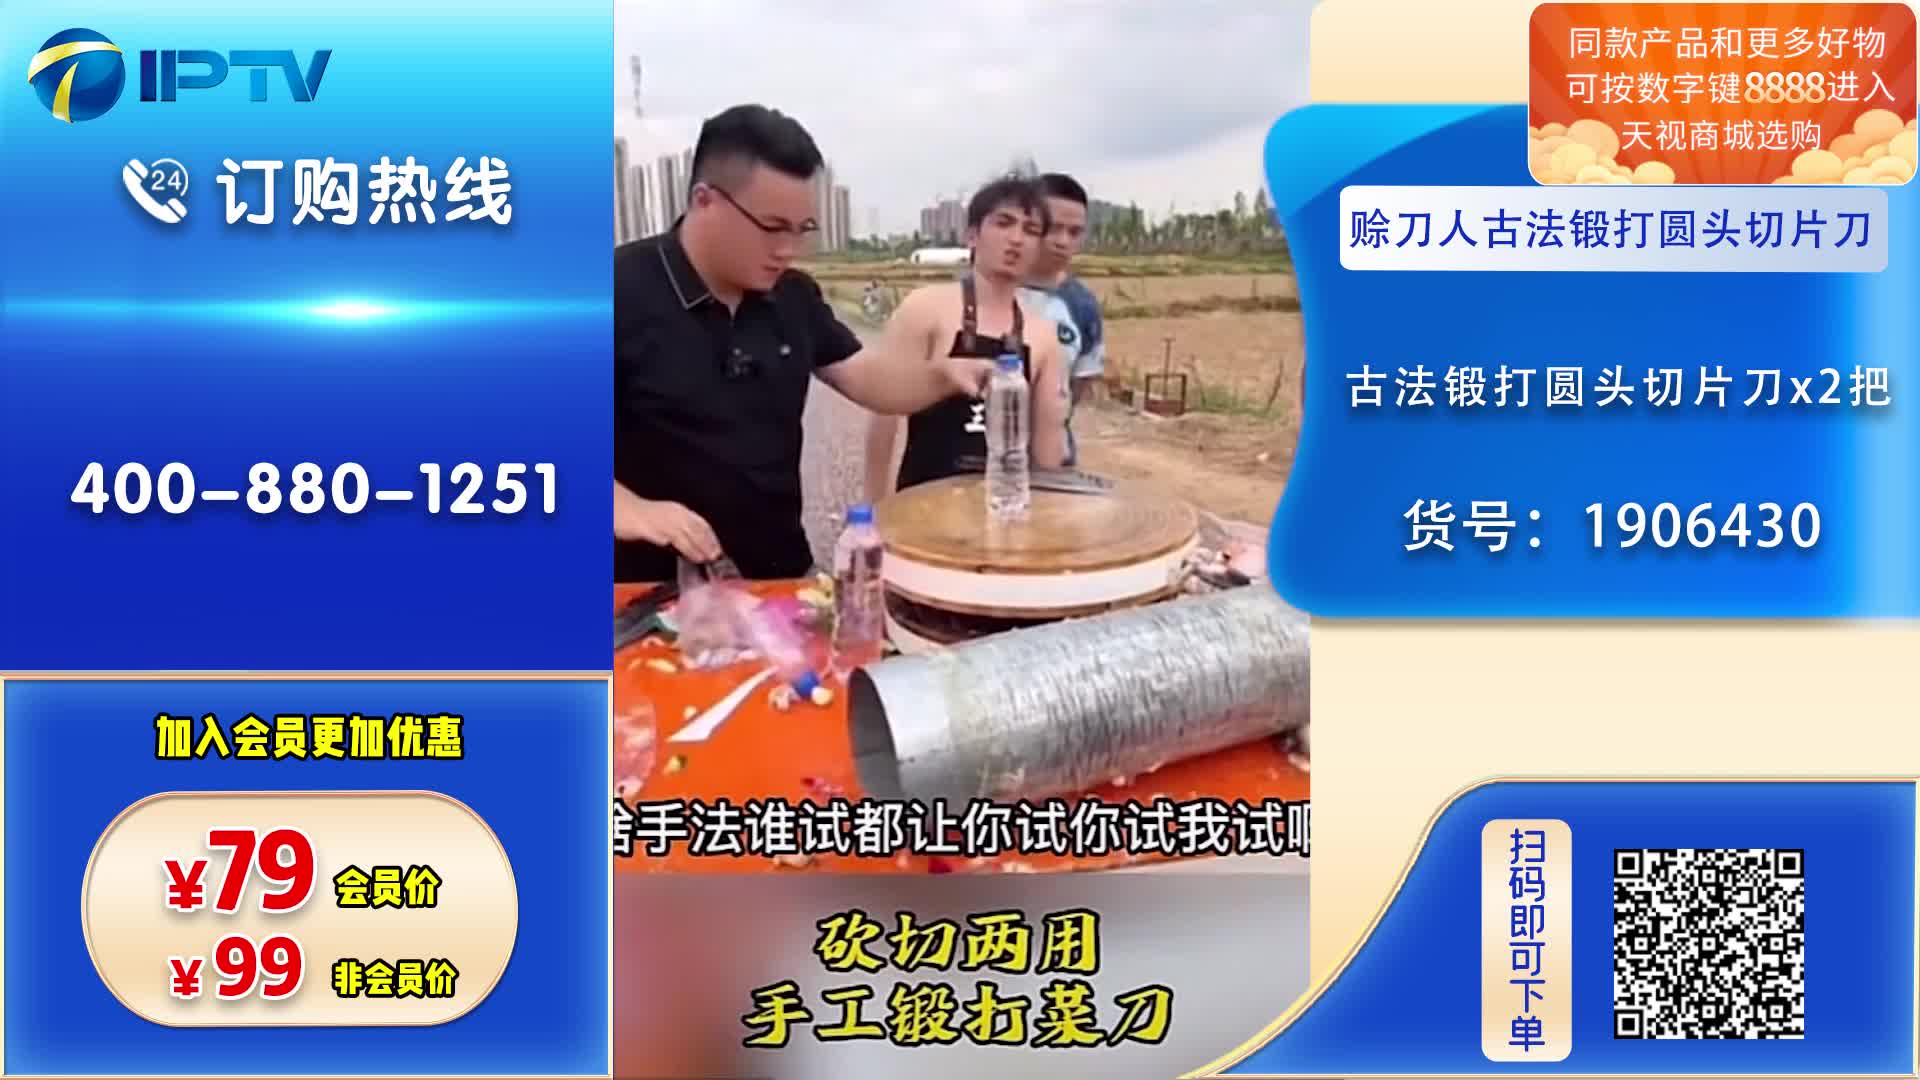 IPTV
24
订购热线
400-880-1251
加入会员更加优惠
¥79 会员价
¥99 非会员价
手法谁试都让你试你试我试
砍切两用
手工锻打菜刀
同款产品和更多好物
可按数字键8888进入
天视商城选购
赊刀人古法锻打圆头切片刀
古法锻打圆头切片刀x2把
货号：1906430
扫码即可下单